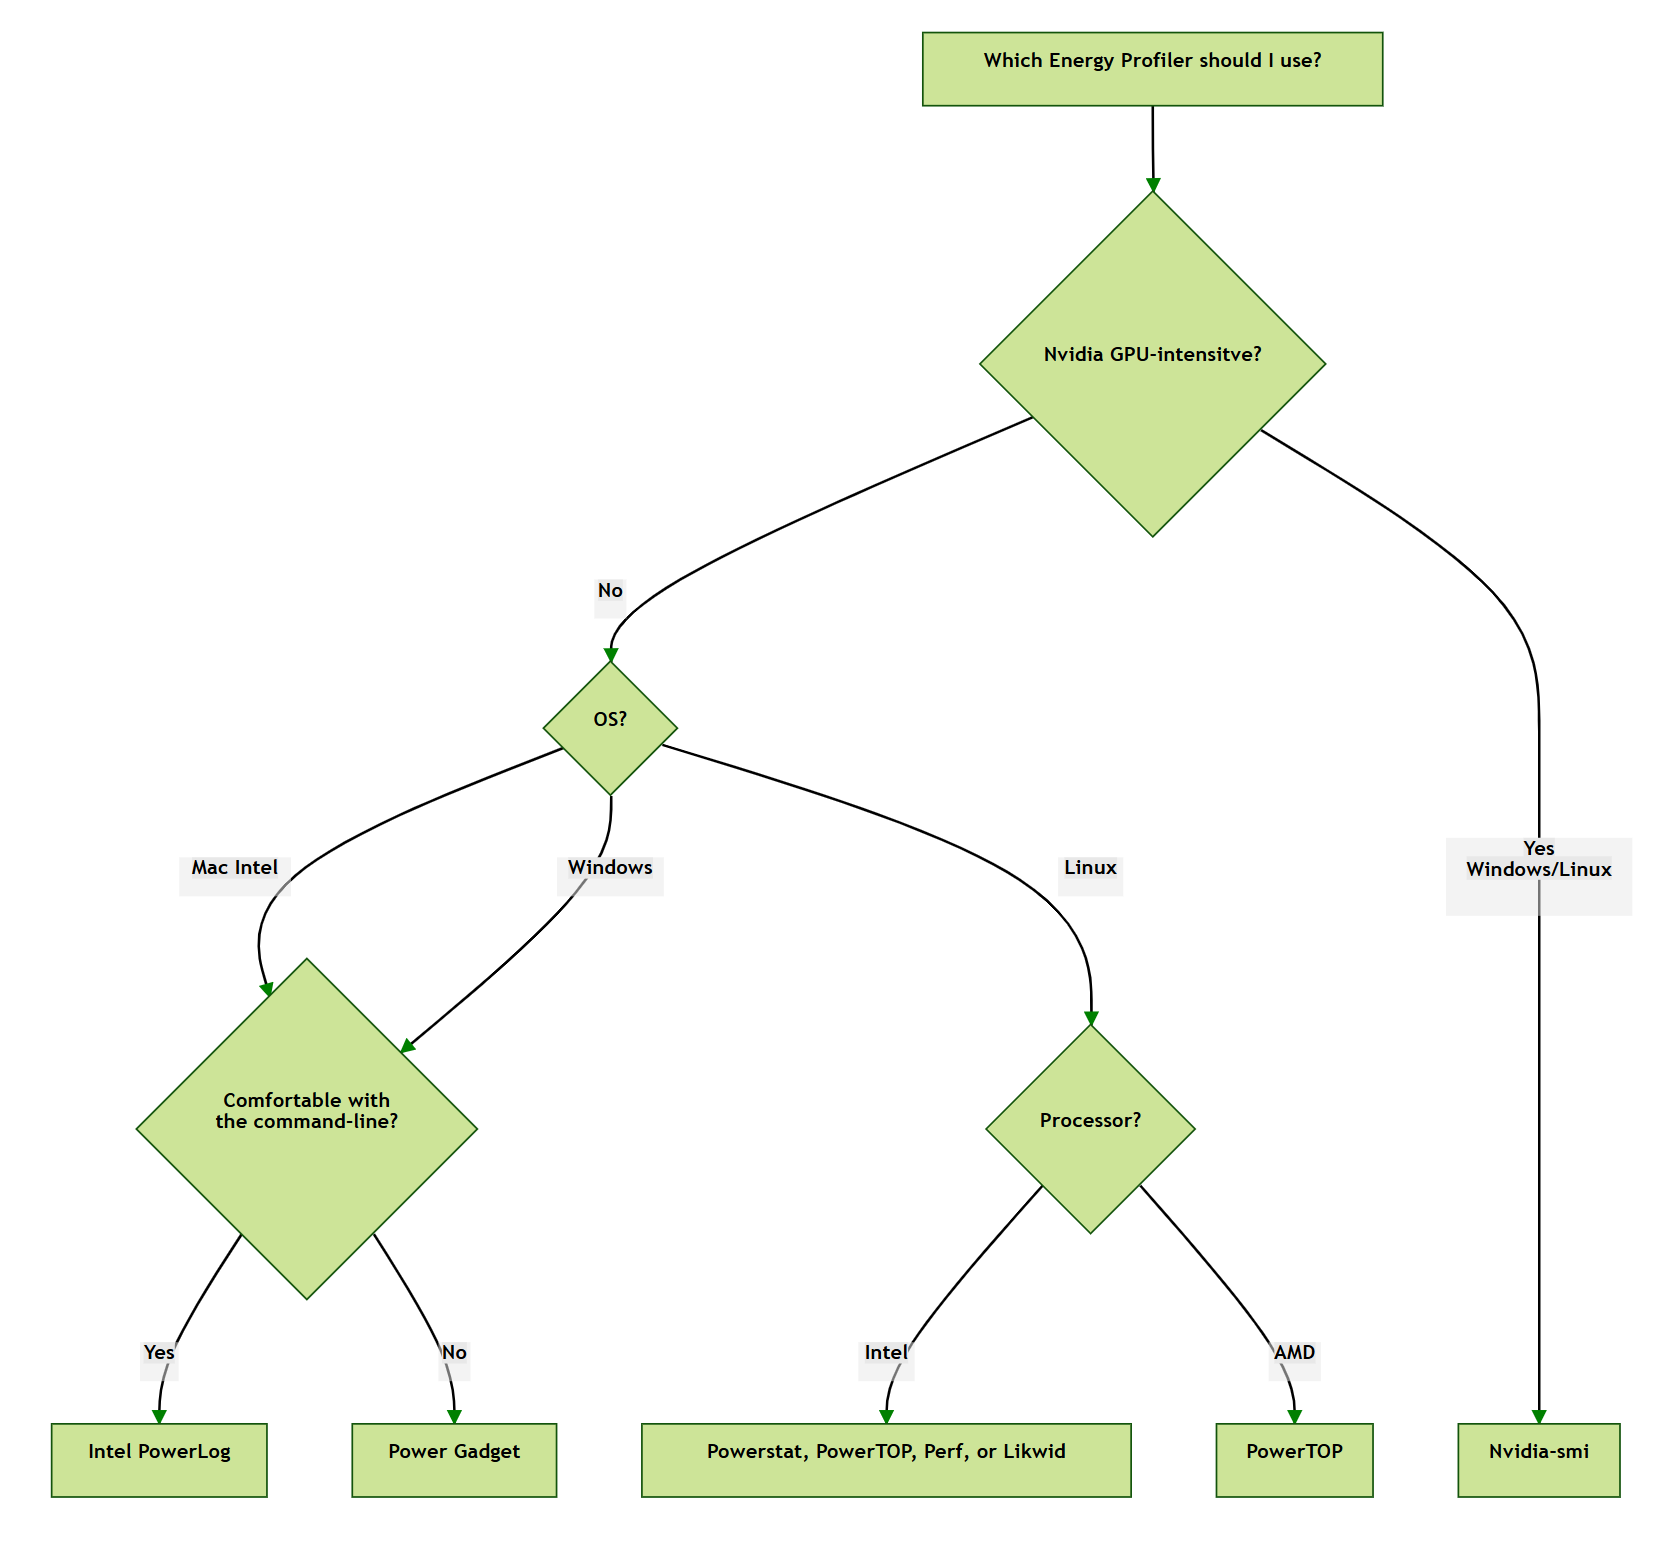 Which Energy Profiler should I use?
Nvidia GPU-intensitve?
No
OS?
Mac Intel
Windows
Linux
Yes
Windows/Linux
Comfortable with
the command-line?
Processor?
Yes
No
Intel
AMD
Intel PowerLog
Power Gadget
Powerstat, PowerTOP, Perf, or Likwid
PowerTOP
Nvidia-smi